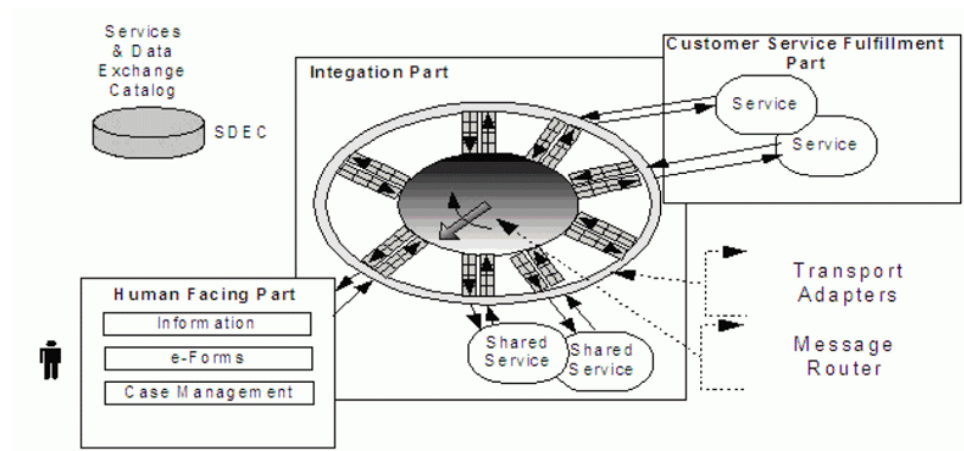 Services
& Data
Exchange
Catalog
SDEC
Integation Part
Customer Service Fulfillment
Part
Service
Service
Human Facing Part
Information
e-Forms
Case Management
Shared
Service
Shared
Service
Transport
Adapters
Message
Router